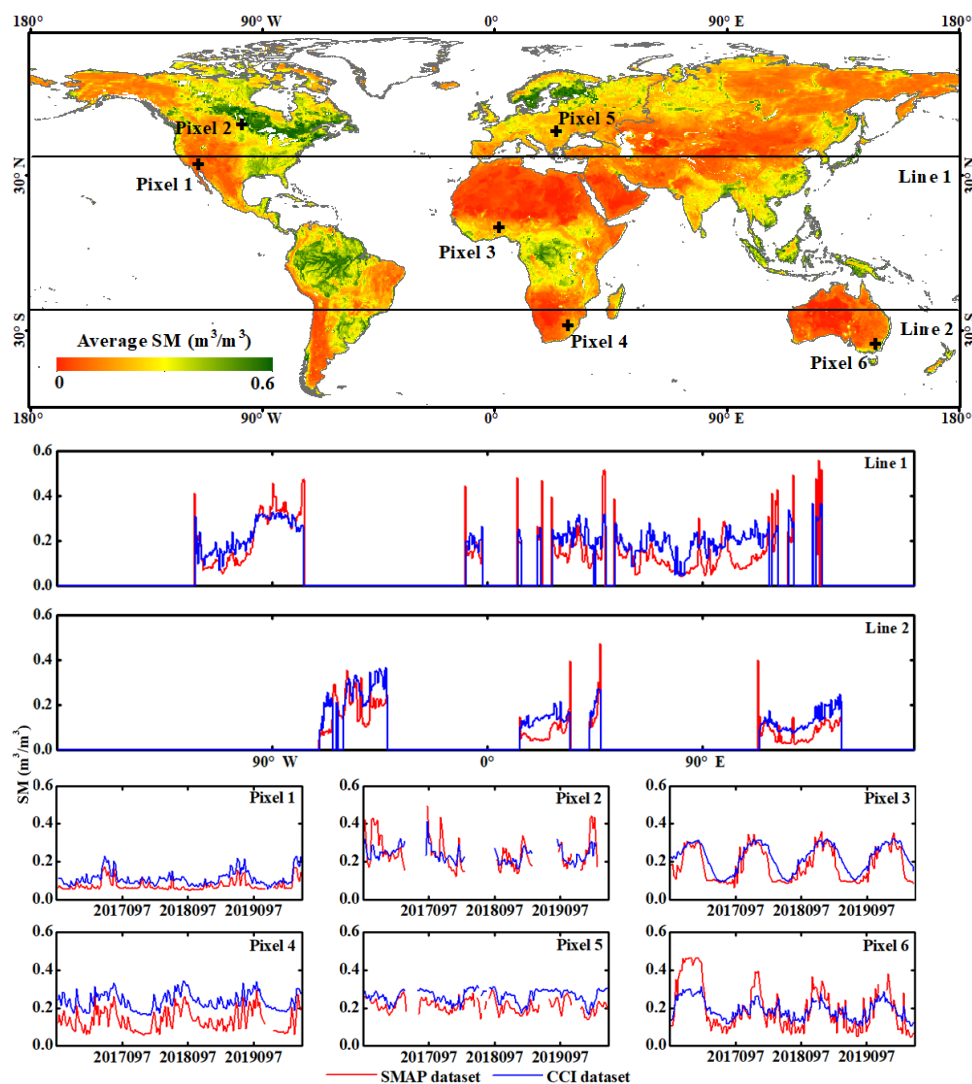 180° 90° W 0° 90° E 180°
Pixel 2 Pixel 5
30° N N
30°
Pixel 1 Line 1
Pixel 3
30° S Line 2 30° S
Average SM (m³/m³) Pixel 4
Pixel 6
0 0.6
180° 90° W 0° 90° E 180°
0.6 Line 1
0.4
0.2
0.0
0.6 Line 2
0.4
0.2
0.0
90° W 0° 90° E
SM (m³/m³)
0.6 Pixel 1 0.6 Pixel 2 0.6 Pixel 3
0.4 0.4 0.4
0.2 0.2 0.2
0.0 0.0 0.0
2017097 2018097 2019097 2017097 2018097 2019097 2017097 2018097 2019097
0.6 Pixel 4 0.6 Pixel 5 0.6 Pixel 6
0.4 0.4 0.4
0.2 0.2 0.2
0.0 0.0 0.0
2017097 2018097 2019097 2017097 2018097 2019097 2017097 2018097 2019097
SMAP dataset CCI dataset